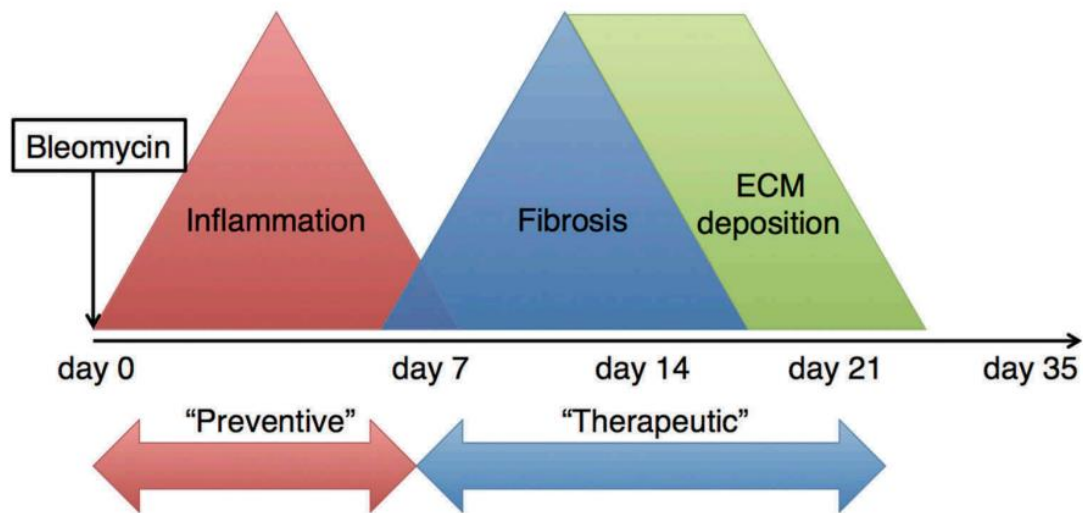 Bleomycin
Inflammation
Fibrosis
ECM
deposition
day 0
day 7
day 14
day 21
day 35
“Preventive”
“Therapeutic”